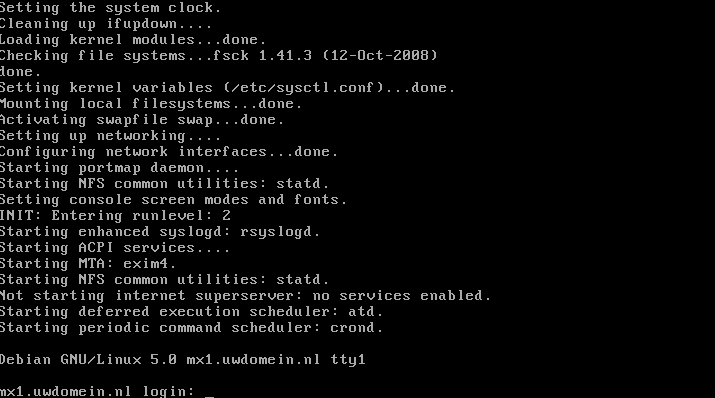 Setting the system clock.
Cleaning up ifupdown....
Loading kernel modules...done.
Checking file systems...fsck 1.41.3 (12-Oct-2008)
done.
Setting kernel variables (/etc/sysctl.conf)...done.
Mounting local filesystems...done.
Activating swapfile swap...done.
Setting up networking....
Configuring network interfaces...done.
Starting portmap daemon....
Starting NFS common utilities: statd.
Setting console screen modes and fonts.
INIT: Entering runlevel: 2
Starting enhanced syslogd: rsyslogd.
Starting ACPI services....
Starting MTA: exim4.
Starting NFS common utilities: statd.
Not starting internet superserver: no services enabled.
Starting deferred execution scheduler: atd.
Starting periodic command scheduler: crond.
Debian GNU/Linux 5.0 mx1.uwdomein.nl tty1
mx1.uwdomein.nl login: _